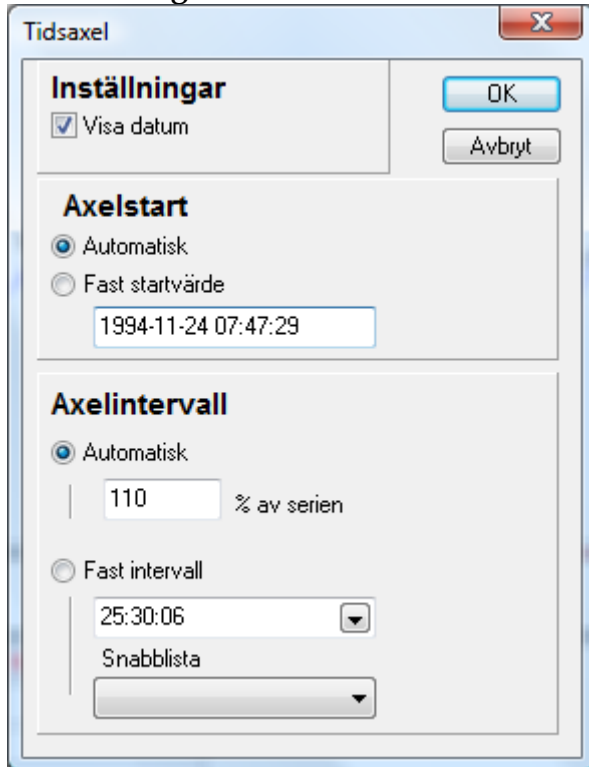 Tidsaxel
Inställningar
OK
Visa datum
Avbryt
Axelstart
Automatisk
Fast startvärde
1994-11-24 07:47:29
Axelintervall
Automatisk
110 % av serien
Fast intervall
25:30:06
Snabblista